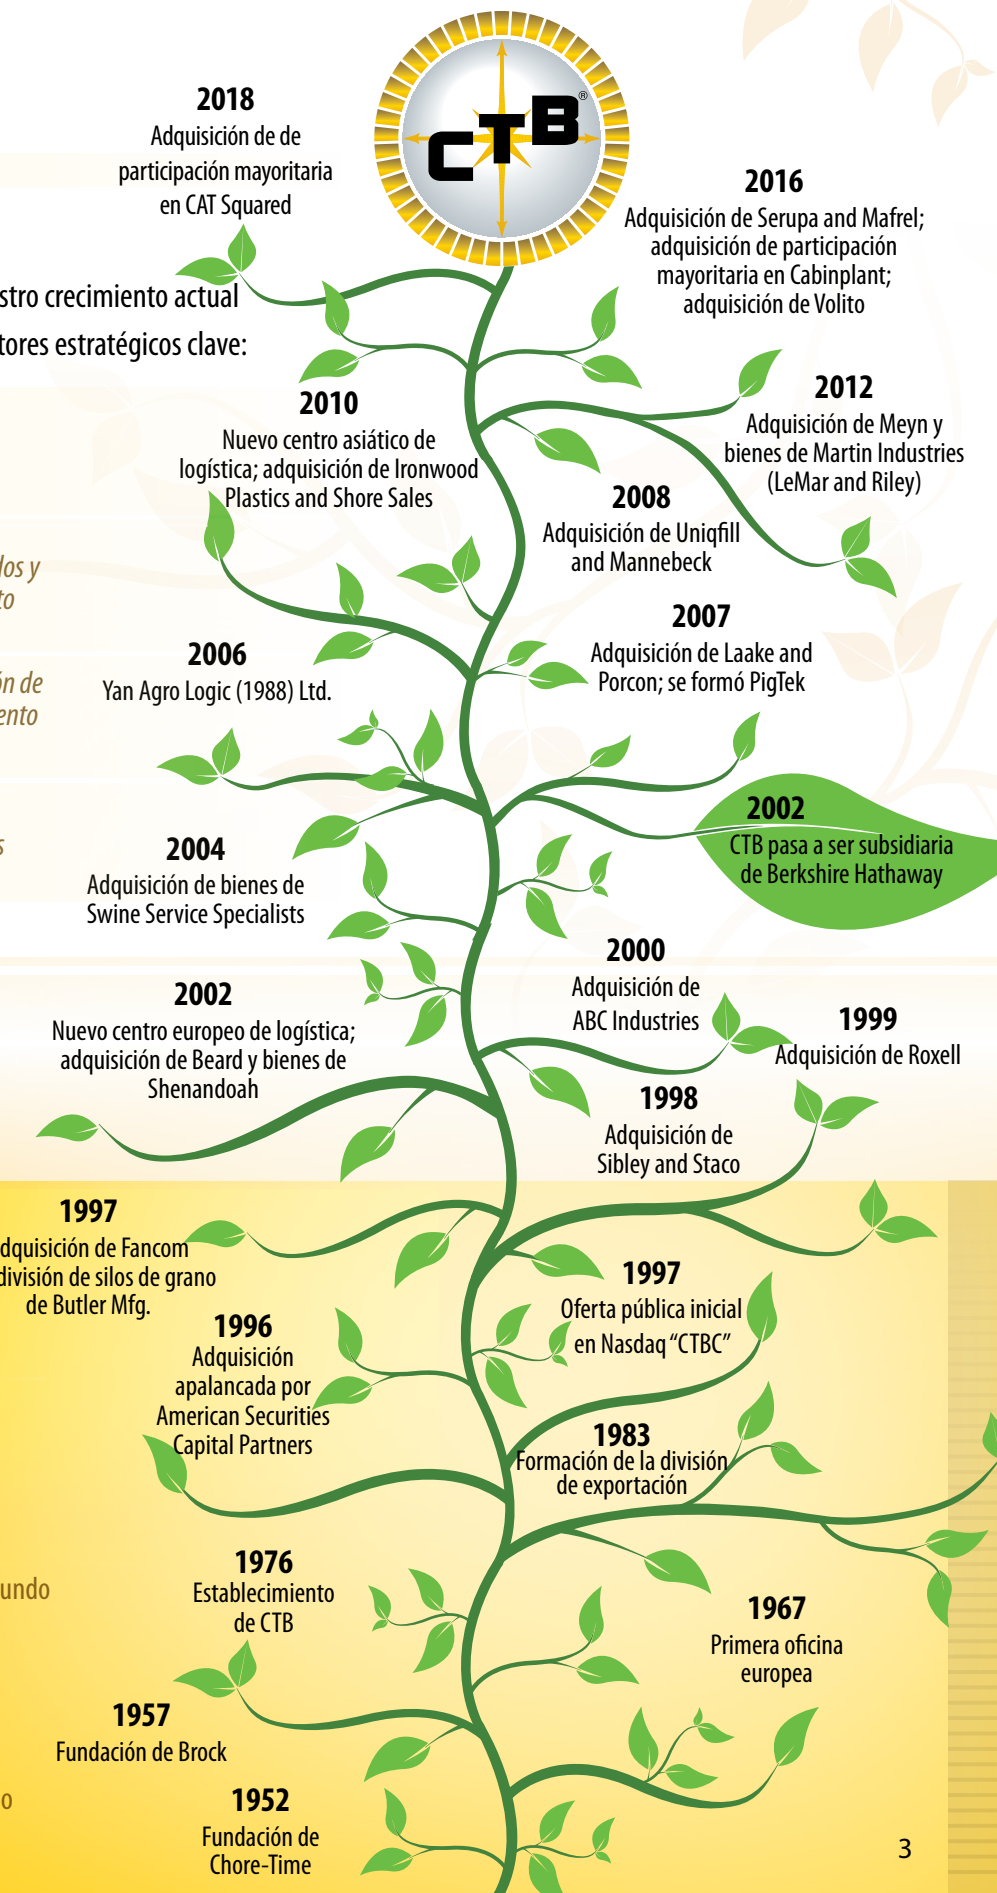 CTB®
2018
Adquisición de de
participación mayoritaria
en CAT Squared
2016
Adquisición de Serupa and Mafrel;
adquisición de participación
mayoritaria en Cabinplant;
adquisición de Volito
stro crecimiento actual
tores estratégicos clave:
2012
Adquisición de Meyn y
bienes de Martin Industries
(LeMar and Riley)
2010
Nuevo centro asiático de
logística; adquisición de Ironwood
Plastics and Shore Sales
2008
Adquisición de Uniqfill
and Mannebeck
dos y
to
2007
Adquisición de Laake and
Porcon; se formó PigTek
2006
Yan Agro Logic (1988) Ltd.
ón de
ento
2002
CTB pasa a ser subsidiaria
de Berkshire Hathaway
s
2004
Adquisición de bienes de
Swine Service Specialists
2000
Adquisición de
ABC Industries
2002
Nuevo centro europeo de logística;
adquisición de Beard y bienes de
Shenandoah
1999
Adquisición de Roxell
1998
Adquisición de
Sibley and Staco
1997
dquisición de Fancom
división de silos de grano
de Butler Mfg.
1997
Oferta pública inicial
en Nasdaq “CTBC”
1996
Adquisición
apalancada por
American Securities
Capital Partners
1983
Formación de la división
de exportación
1976
Establecimiento
de CTB
undo
1967
Primera oficina
europea
1957
Fundación de Brock
o
1952
Fundación de
Chore-Time
3